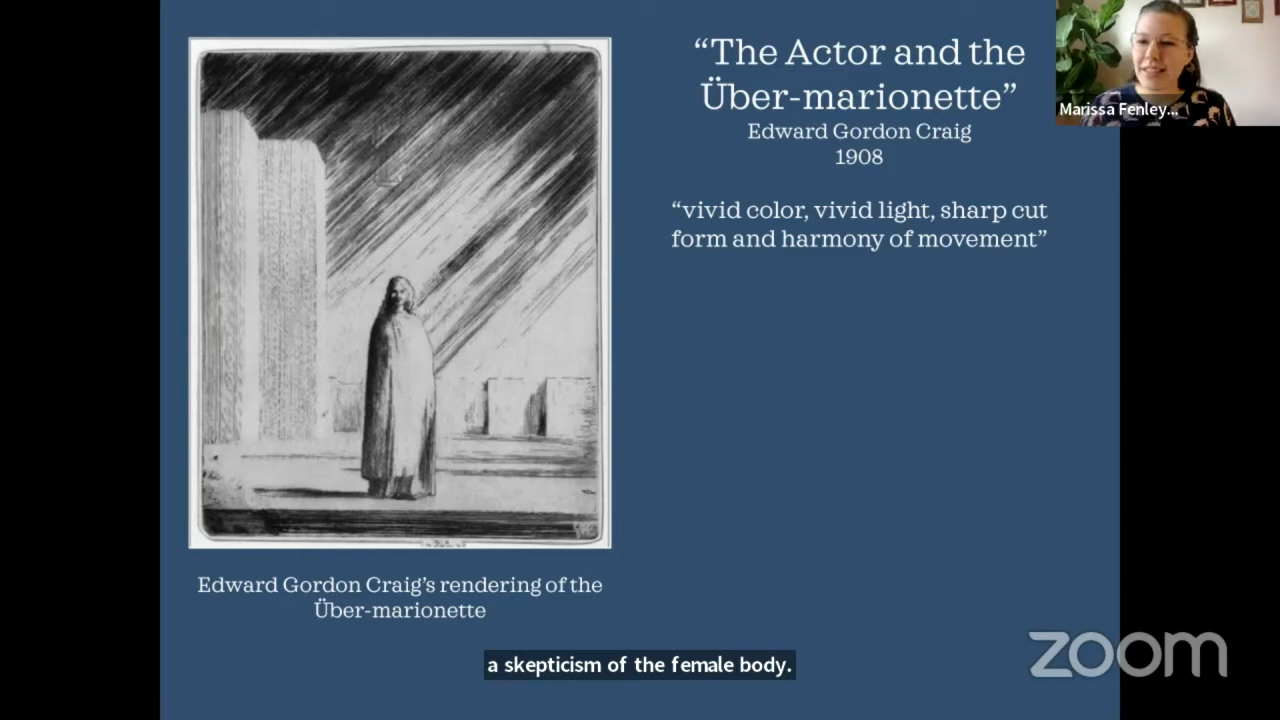 “The Actor and the
Über-marionette”
Edward Gordon Craig
1908
“vivid color, vivid light, sharp cut
form and harmony of movement”
Marissa Fenley...
Edward Gordon Craig’s rendering of the
Über-marionette
a skepticism of the female body.
zoom